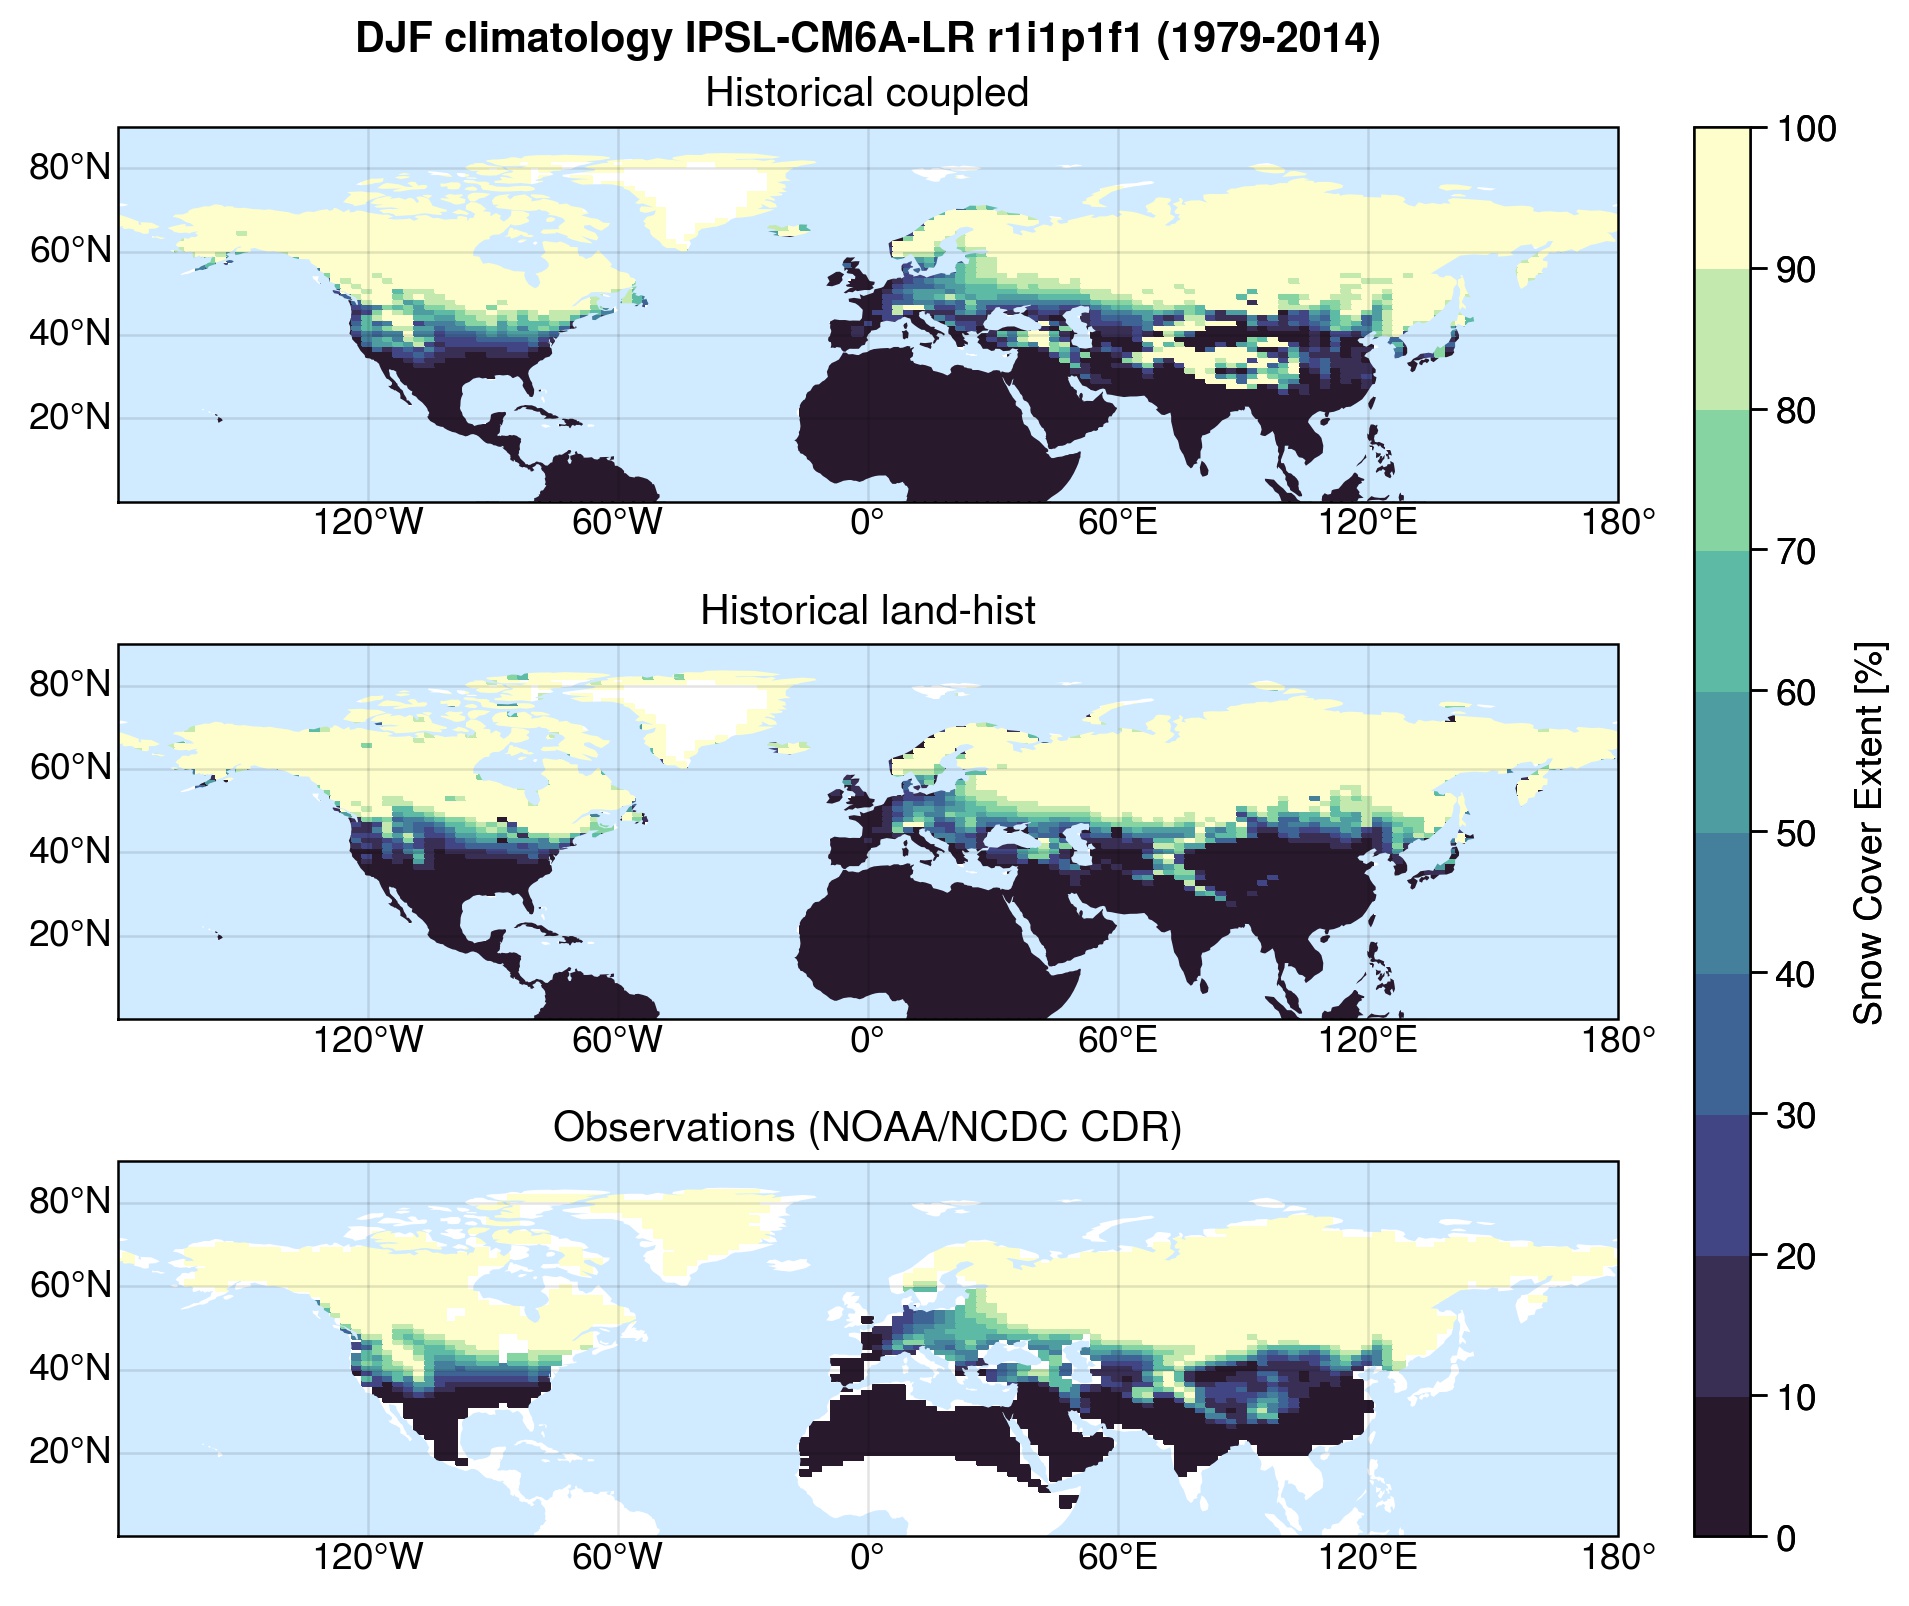 DJF climatology IPSL-CM6A-LR r1i1p1f1 (1979-2014)
Historical coupled
80°N
60°N
40°N
20°N
120°W 60°W 0° 60°E 120°E 180°
Historical land-hist
80°N
60°N
40°N
20°N
120°W 60°W 0° 60°E 120°E 180°
Observations (NOAA/NCDC CDR)
80°N
60°N
40°N
20°N
120°W 60°W 0° 60°E 120°E 180°
100
90
80
70
60
50
40
30
20
10
0
Snow Cover Extent [%]